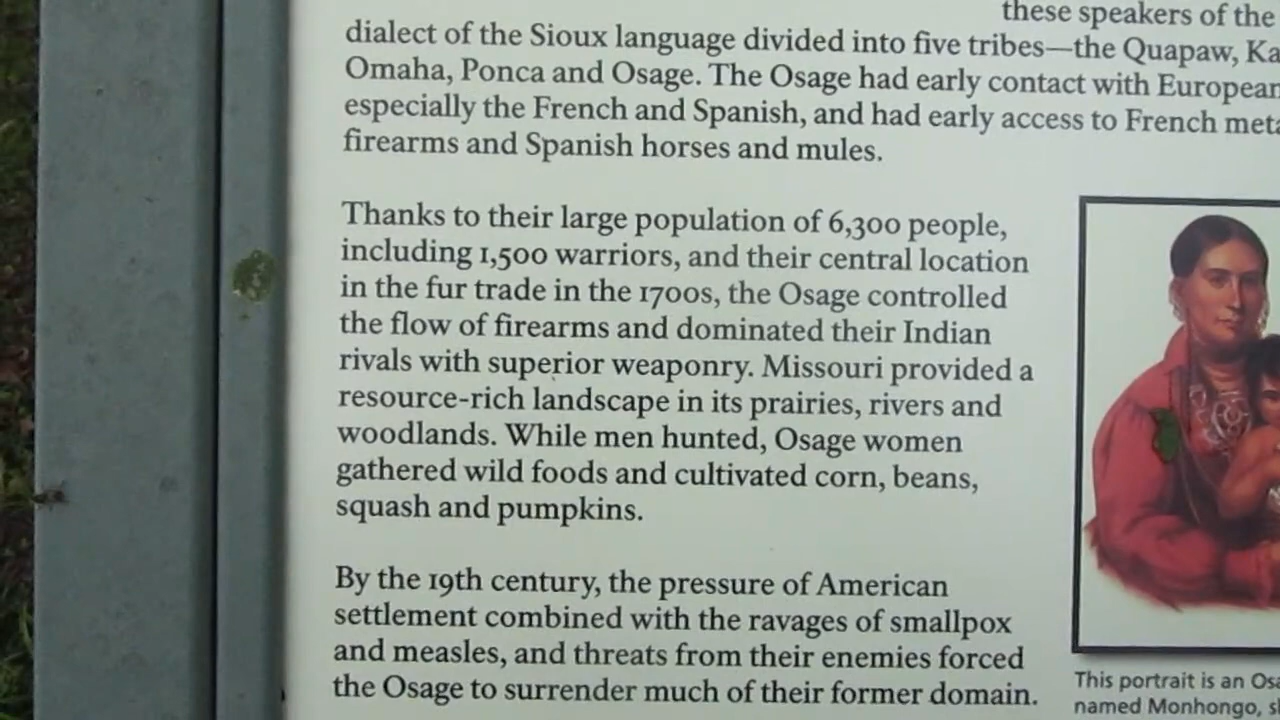 these speakers of the
dialect of the Sioux language divided into five tribes—the Quapaw,
Omaha, Ponca and Osage. The Osage had early contact with
especially the French and Spanish, and had early access to French
firearms and Spanish horses and mules.
Thanks to their large population of 6,300 people,
including 1,500 warriors, and their central location
in the fur trade in the 1700s, the Osage controlled
the flow of firearms and dominated their Indian
rivals with superior weaponry. Missouri provided a
resource-rich landscape in its prairies, rivers and
woodlands. While men hunted, Osage women
gathered wild foods and cultivated corn, beans,
squash and pumpkins.
By the 19th century, the pressure of American
settlement combined with the ravages of smallpox
and measles, and threats from their enemies forced
the Osage to surrender much of their former domain.
This portrait is an
named Monhongo,